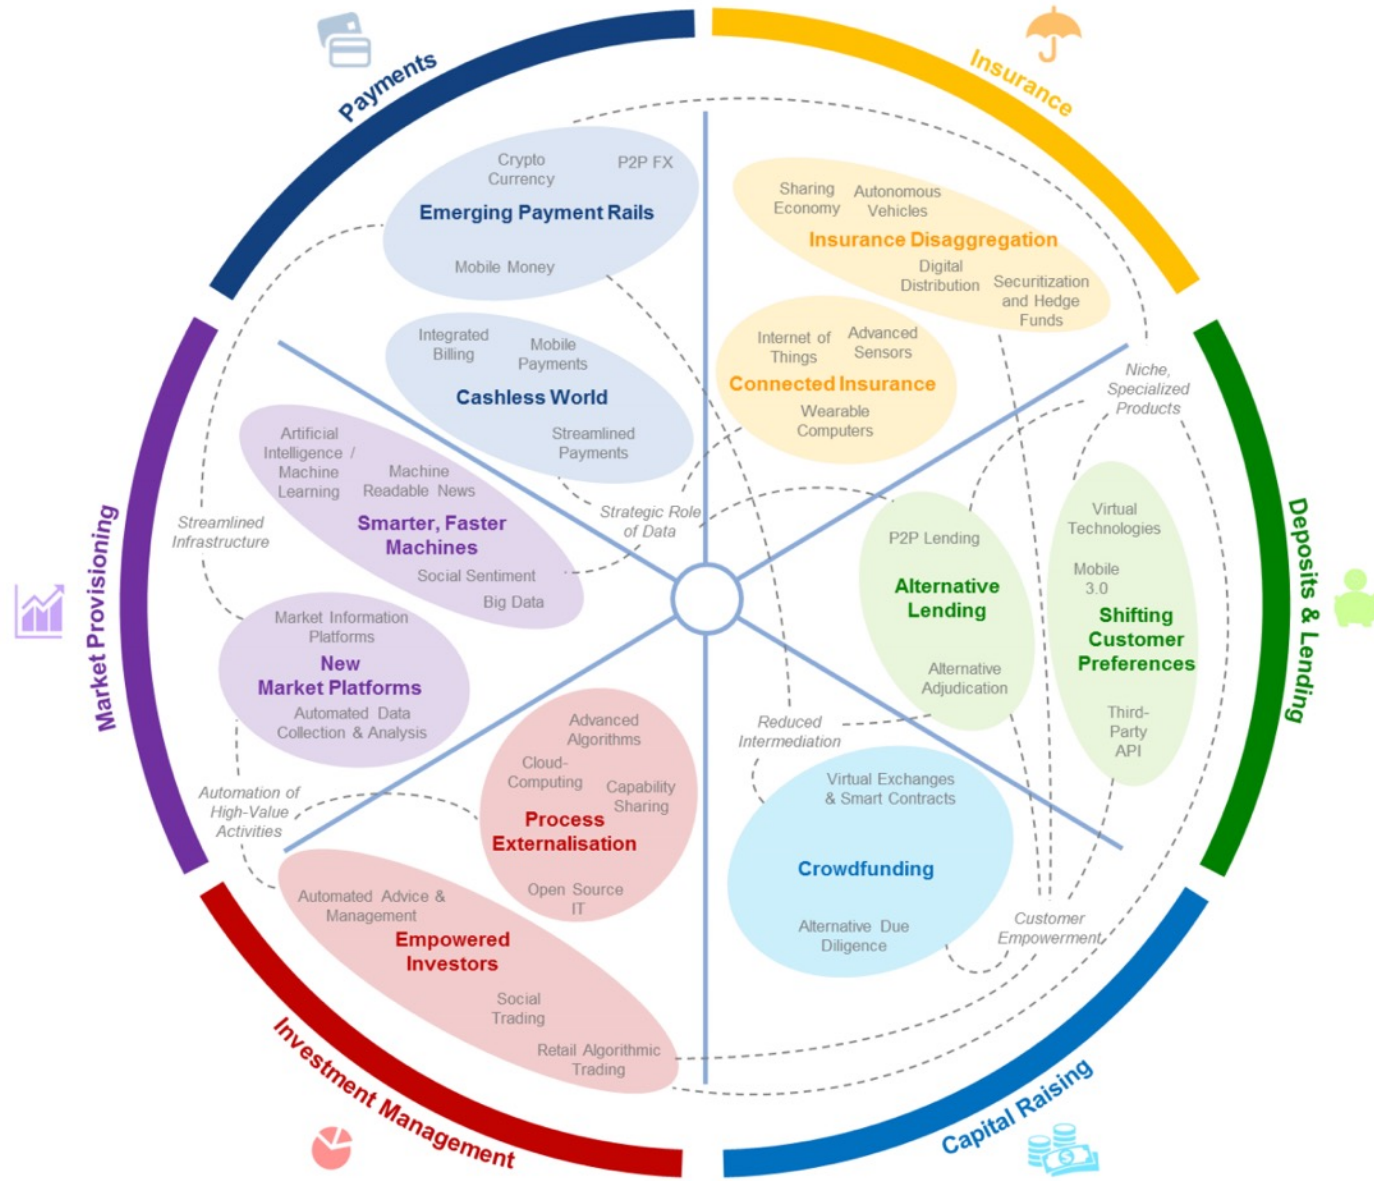 Payments
Crypto
Currency
P2P FX
Emerging Payment Rails
Mobile Money
Integrated
Billing
Mobile
Payments
Cashless World
Streamlined
Payments
Insurance
Sharing
Economy
Autonomous
Vehicles
Insurance Disaggregation
Digital
Distribution
Securitization
and Hedge
Funds
Internet of
Things
Advanced
Sensors
Connected Insurance
Wearable
Computers
Niche,
Specialized
Products
Deposits & Lending
P2P Lending
Alternative
Lending
Alternative
Adjudication
Virtual
Technologies
Mobile
3.0
Shifting
Customer
Preferences
Third-
Party
API
Strategic Role
of Data
Market Provisioning
Artificial
Intelligence /
Machine
Learning
Machine
Readable News
Smarter, Faster
Machines
Social Sentiment
Big Data
Streamlined
Infrastructure
Market Information
Platforms
New
Market Platforms
Automated Data
Collection & Analysis
Automation of
High-Value
Activities
Reduced
Intermediation
Investment Management
Advanced
Algorithms
Cloud-
Computing
Capability
Sharing
Process
Externalisation
Open Source
IT
Automated Advice &
Management
Empowered
Investors
Social
Trading
Retail Algorithmic
Trading
Capital Raising
Virtual Exchanges
& Smart Contracts
Crowdfunding
Alternative Due
Diligence
Customer
Empowerment
$